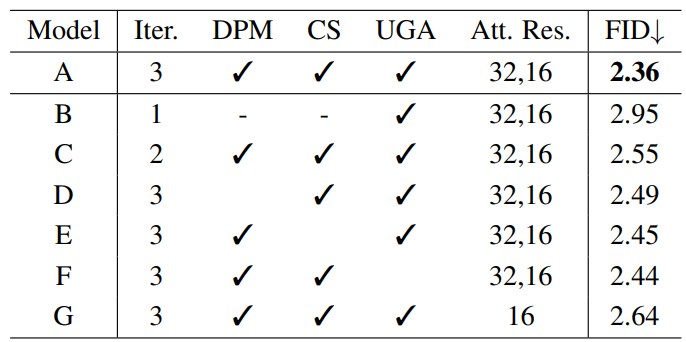 Model Iter. DPM CS UGA Att. Res. FID↓
A 3 ✓ ✓ ✓ 32,16 2.36
B 1 - - ✓ 32,16 2.95
C 2 ✓ ✓ ✓ 32,16 2.55
D 3 ✓ ✓ 32,16 2.49
E 3 ✓ ✓ 32,16 2.45
F 3 ✓ ✓ 32,16 2.44
G 3 ✓ ✓ ✓ 16 2.64